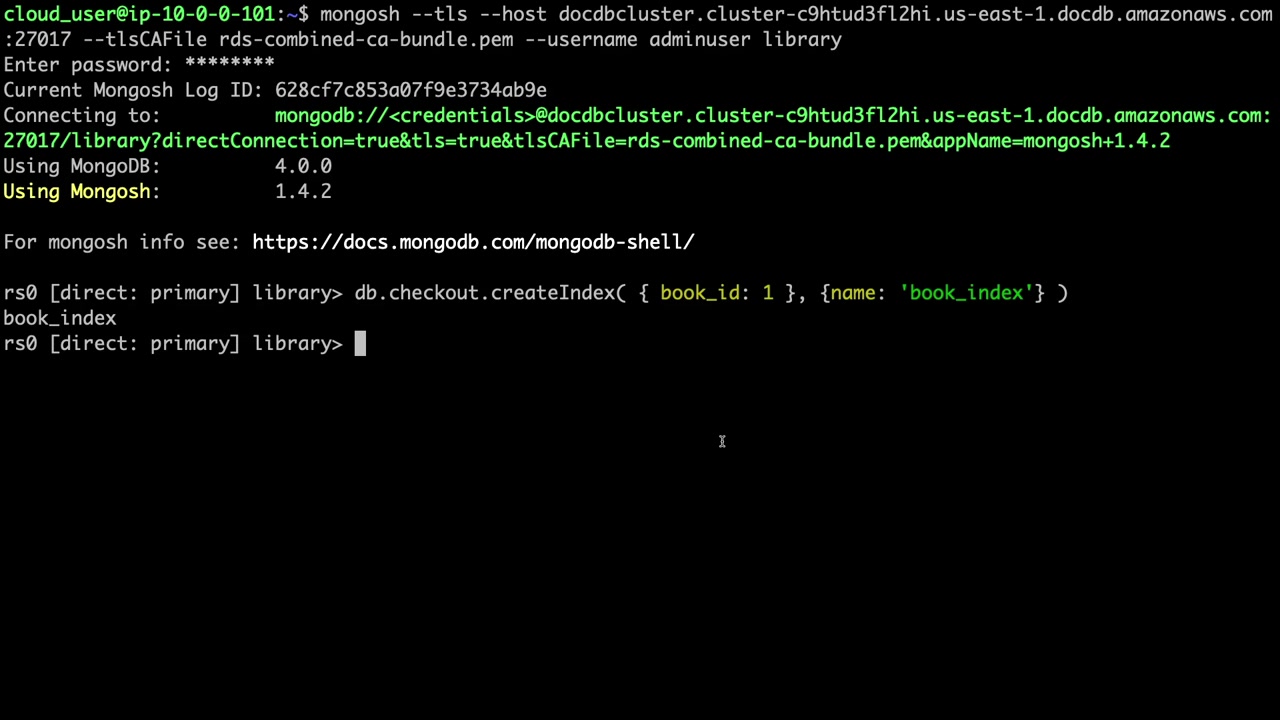 cloud_user@ip-10-0-0-101:~$ mongosh --tls --host docdbcluster.cluster-c9htud3fl2hi.us-east-1.docdb.amazonaws.com
:27017 --tlsCAFile rds-combined-ca-bundle.pem --username adminuser library
Enter password: ********
Current Mongosh Log ID: 628cf7c853a07f9e3734ab9e
Connecting to:          mongodb://<credentials>@docdbcluster.cluster-c9htud3fl2hi.us-east-1.docdb.amazonaws.com:
27017/library?directConnection=true&tls=true&tlsCAFile=rds-combined-ca-bundle.pem&appName=mongosh+1.4.2
Using MongoDB:          4.0.0
Using Mongosh:          1.4.2
For mongosh info see: https://docs.mongodb.com/mongodb-shell/
rs0 [direct: primary] library> db.checkout.createIndex( { book_id: 1 }, {name: 'book_index'} )
book_index
rs0 [direct: primary] library>